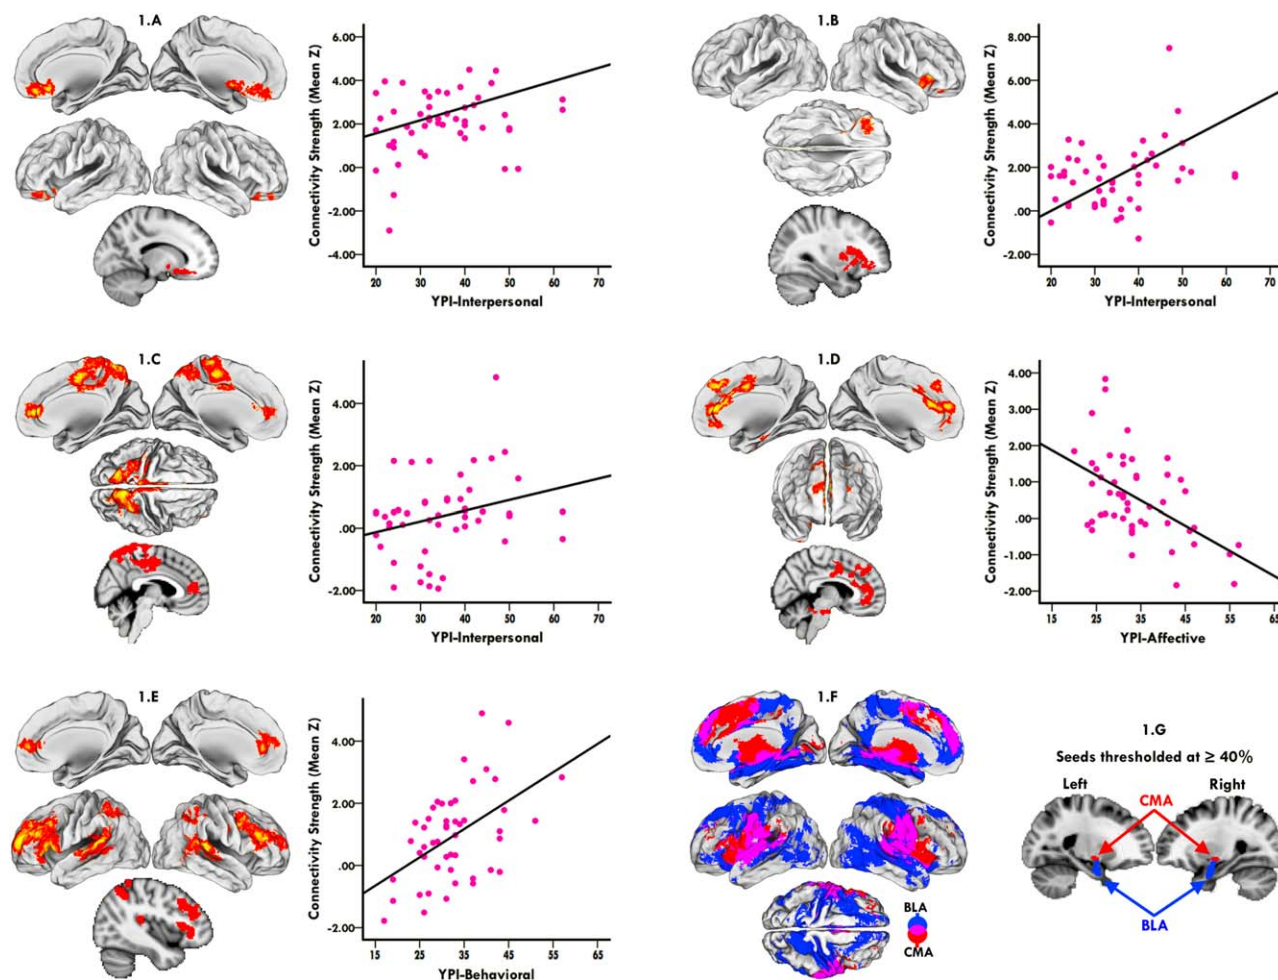 1.A
Connectivity Strength (Mean Z)
6.00
4.00
2.00
.00
-2.00
-4.00
20 30 40 50 60 70
YPI-Interpersonal
1.B
Connectivity Strength (Mean Z)
8.00
6.00
4.00
2.00
.00
-2.00
20 30 40 50 60 70
YPI-Interpersonal
1.C
Connectivity Strength (Mean Z)
4.00
2.00
.00
-2.00
20 30 40 50 60 70
YPI-Interpersonal
1.D
Connectivity Strength (Mean Z)
4.00
3.00
2.00
1.00
.00
-1.00
-2.00
15 25 35 45 55 65
YPI-Affective
1.E
Connectivity Strength (Mean Z)
4.00
2.00
.00
-2.00
15 25 35 45 55 65
YPI-Behavioral
1.F
BLA
CMA
1.G
Seeds thresholded at ≥ 40%
Left Right
CMA
BLA